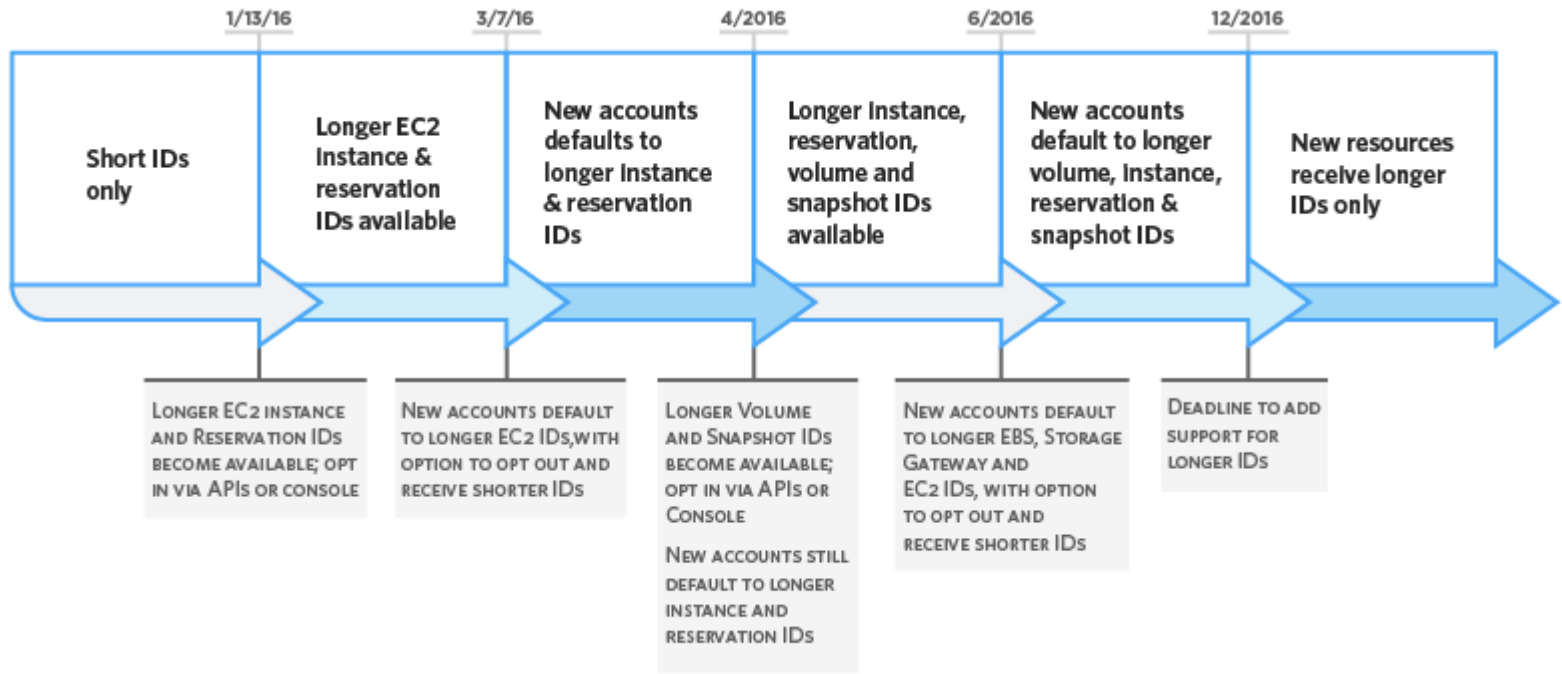 1/13/16
3/7/16
4/2016
6/2016
12/2016
Short IDs
only
Longer EC2
instance &
reservation
IDs available
New accounts
defaults to
longer instance
& reservation
IDs
Longer instance,
reservation,
volume and
snapshot IDs
available
New accounts
default to longer
volume, instance,
reservation &
snapshot IDs
New resources
receive longer
IDs only
Longer EC2 instance
and Reservation IDs
become available; opt
in via APIs or console
New accounts default
to longer EC2 IDs,with
option to opt out and
receive shorter IDs
Longer Volume
and Snapshot IDs
become available;
opt in via APIs or
Console
New accounts still
default to longer
instance and
reservation IDs
New accounts default
to longer EBS, Storage
Gateway and
EC2 IDs, with option
to opt out and
receive shorter IDs
Deadline to add
support for
longer IDs